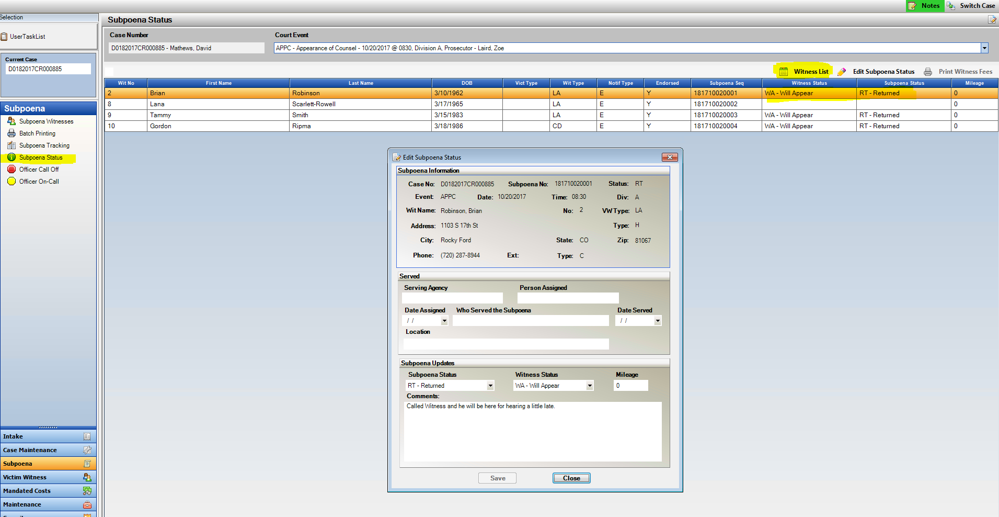 Notes Switch Case
Selection
Subpoena Status
UserTaskList
Case Number Court Event
D0182017CR000885 - Mathews, David APPC - Appearance of Counsel - 10/20/2017 @ 0830, Division A, Prosecutor - Laird, Zoe
Current Case
D0182017CR000885
Witness List Edit Subpoena Status Print Witness Fees
Wit No First Name Last Name DOB Vict Type Wit Type Notif Type Endorsed Subpoena Seq Witness Status Subpoena Status Mileage
2 Brian Robinson 3/10/1962 LA E Y 181710020001 WA - Will Appear RT - Returned 0
8 Lana Scarlett-Rowell 3/17/1965 LA E Y 181710020002 0
9 Tammy Smith 3/15/1983 LA E Y 181710020003 WA - Will Appear RT - Returned 0
10 Gordon Ripma 3/18/1986 CD E Y 181710020004 WA - Will Appear RT - Returned 0
Subpoena
Subpoena Witnesses
Batch Printing
Subpoena Tracking
Subpoena Status
Officer Call Off
Officer On-Call
Edit Subpoena Status
Subpoena Information
Case No: D0182017CR000885 Subpoena No: 181710020001 Status: RT
Event: APPC Date: 10/20/2017 Time: 08:30 Div: A
Wit Name: Robinson, Brian No: 2 VW Type: LA
Address: 1103 S 17th St Type: H
City: Rocky Ford State: CO Zip: 81067
Phone: (720) 287-8944 Ext: Type: C
Served
Serving Agency Person Assigned
Date Assigned Who Served the Subpoena Date Served
/ / / /
Location
Subpoena Updates
Subpoena Status Witness Status Mileage
RT - Returned WA - Will Appear 0
Comments:
Called Witness and he will be here for hearing a little late.
Save Close
Intake
Case Maintenance
Subpoena
Victim Witness
Mandated Costs
Maintenance